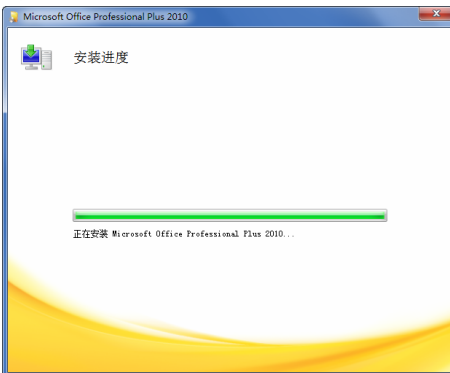 Microsoft Office Professional Plus 2010
安装进度
正在安装 Microsoft Office Professional Plus 2010...